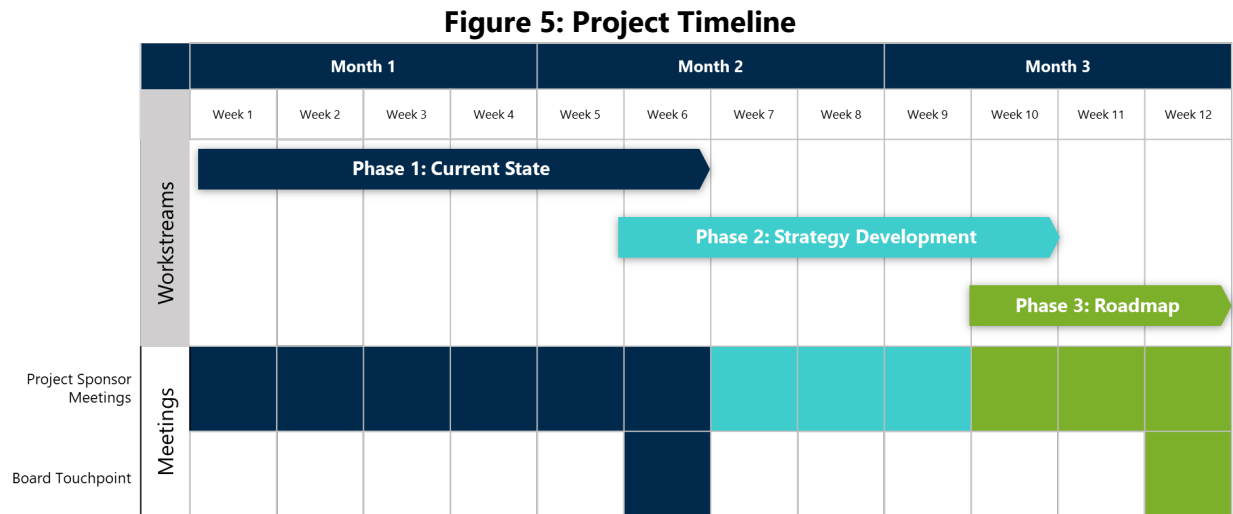 Figure 5: Project Timeline
Month 1
Month 2
Month 3
Week 1
Week 2
Week 3
Week 4
Week 5
Week 6
Week 7
Week 8
Week 9
Week 10
Week 11
Week 12
Workstreams
Phase 1: Current State
Phase 2: Strategy Development
Phase 3: Roadmap
Meetings
Project Sponsor
Meetings
Board Touchpoint